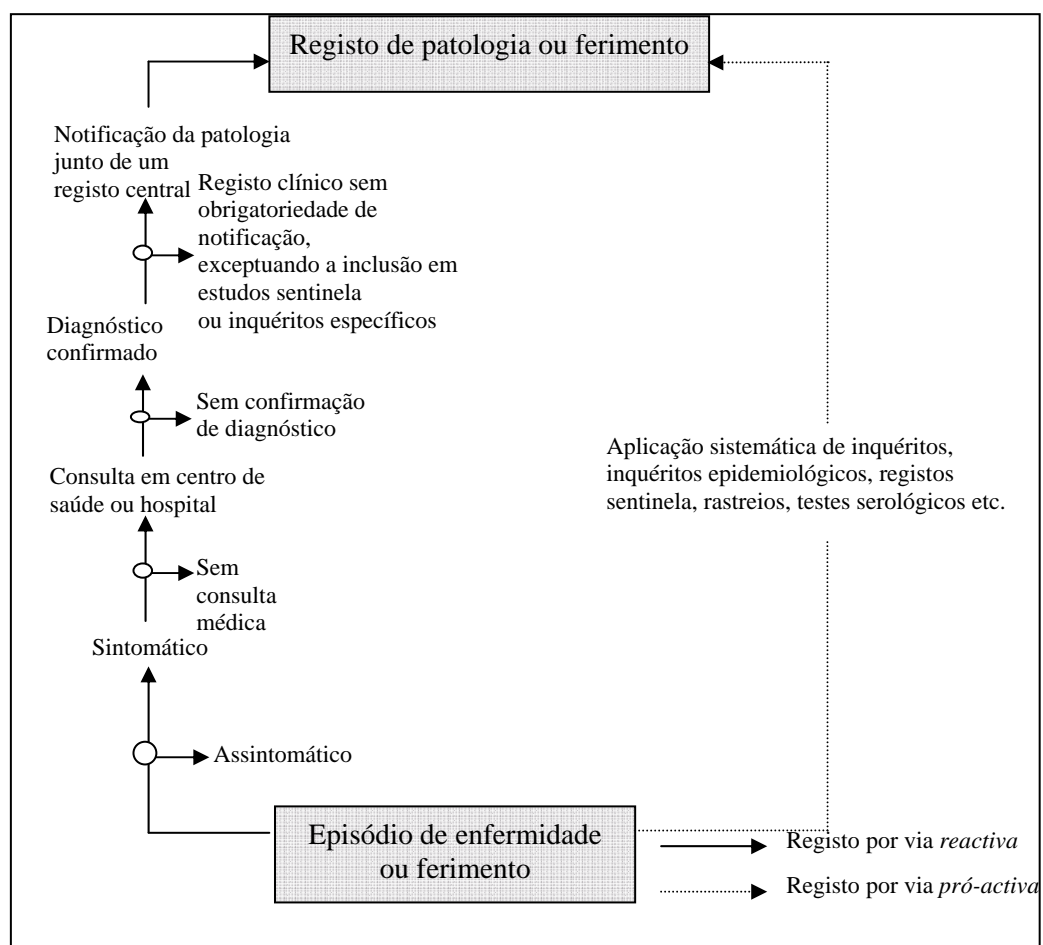 Registo de patologia ou ferimento
Notificação da patologia
junto de um
registo central
Registo clínico sem
obrigatoriedade de
notificação,
exceptuando a inclusão em
estudos sentinela
ou inquéritos específicos
Diagnóstico
confirmado
Sem confirmação
de diagnóstico
Consulta em centro de
saúde ou hospital
Aplicação sistemática de inquéritos,
inquéritos epidemiológicos, registos
sentinela, rastreios, testes serológicos etc.
Sem
consulta
médica
Sintomático
Assintomático
Episódio de enfermidade
ou ferimento
Registo por via reactiva
Registo por via pró-activa